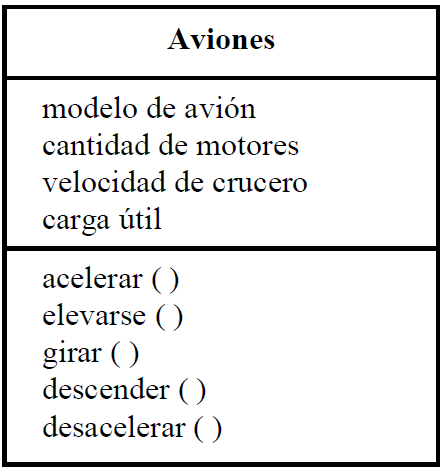 Aviones
modelo de avión
cantidad de motores
velocidad de crucero
carga útil
acelerar ( )
elevarse ( )
girar ( )
descender ( )
desacelerar ( )